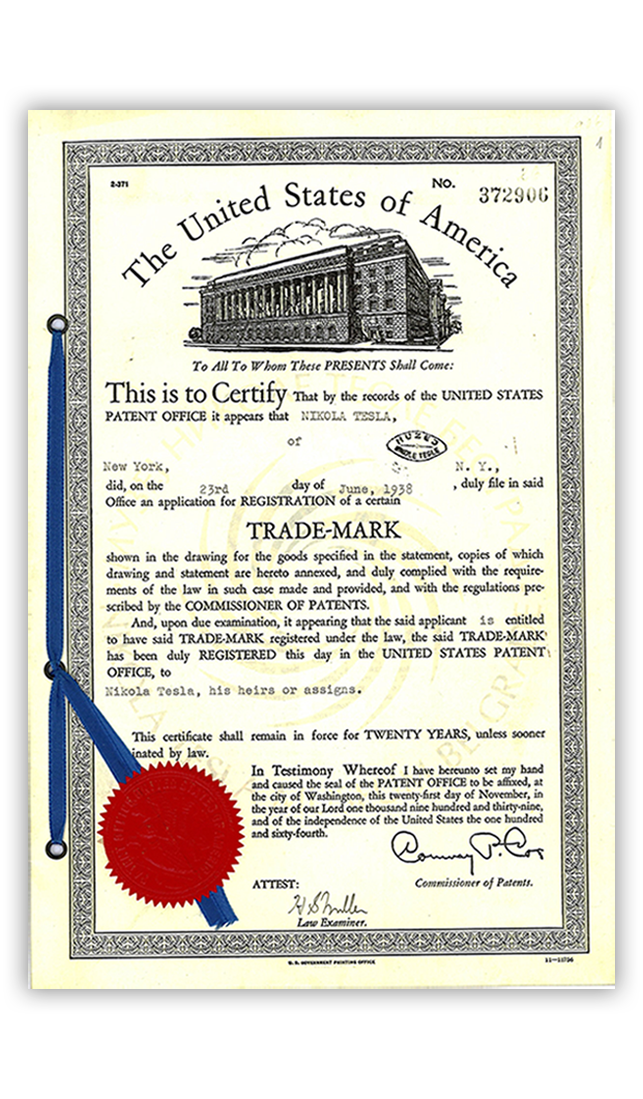 1
2-371
No. 372906
The United States of America
To All To Whom These PRESENTS Shall Come:
This is to Certify That by the records of the UNITED STATES
PATENT OFFICE it appears that NIKOLA TESLA,
of
New York, N. Y.,
did, on the 23rd day of June, 1938 , duly file in said
Office an application for REGISTRATION of a certain
TRADE-MARK
shown in the drawing for the goods specified in the statement, copies of which
drawing and statement are hereto annexed, and duly complied with the require-
ments of the law in such case made and provided, and with the regulations pre-
scribed by the COMMISSIONER OF PATENTS.
And, upon due examination, it appearing that the said applicant is entitled
to have said TRADE-MARK registered under the law, the said TRADE-MARK
has been duly REGISTERED this day in the UNITED STATES PATENT
OFFICE, to
Nikola Tesla, his heirs or assigns.
This certificate shall remain in force for TWENTY YEARS, unless sooner
inated by law.
In Testimony Whereof I have hereunto set my hand
and caused the seal of the PATENT OFFICE to be affixed, at
the city of Washington, this twenty-first day of November, in
the year of our Lord one thousand nine hundred and thirty-nine,
and of the independence of the United States the one hundred
and sixty-fourth.
Commissioner of Patents.
ATTEST:
Law Examiner.
U. S. GOVERNMENT PRINTING OFFICE